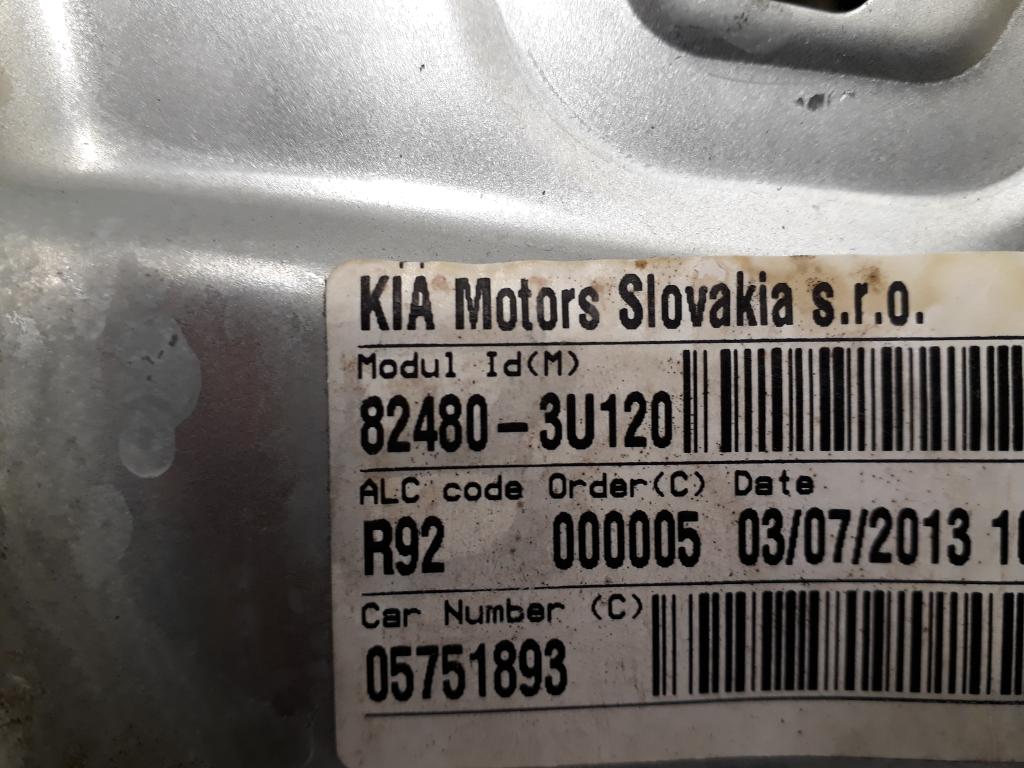 KIA Motors Slovakia s.r.o.
Modul Id(M)
82480-3U120
ALC code Order(C) Date
R92 000005 03/07/2013
Car Number (C)
05751893